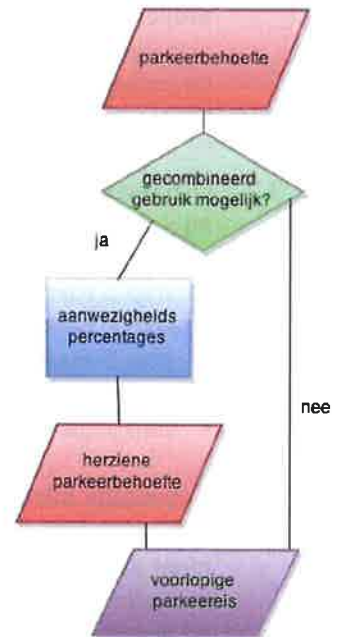 parkeerbehoefte
gecombineerd
gebruik mogelijk?
ja
aanwezigheids
percentages
nee
herziene
parkeerbehoefte
voorlopige
parkeereis